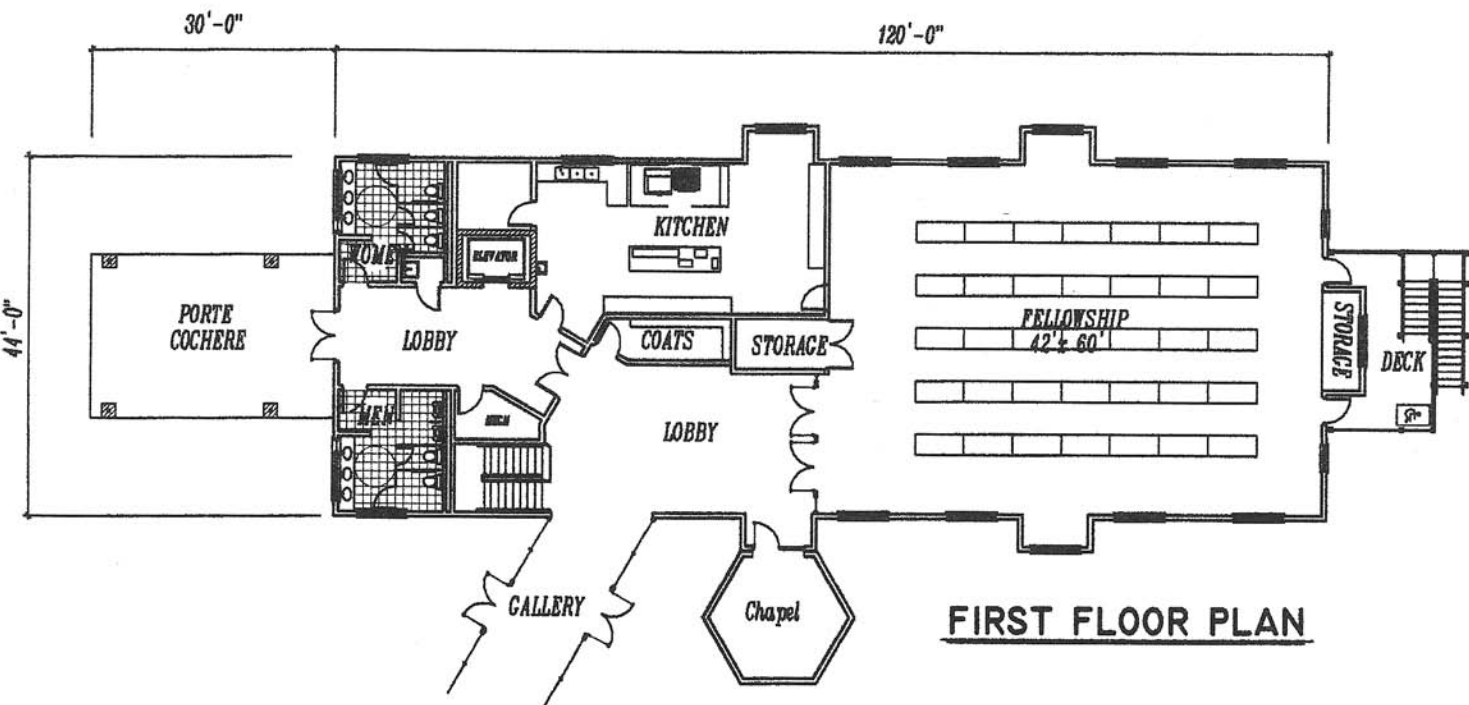 30'-0"
120'-0"
44'-0"
WOMEN
ELEVATOR
KITCHEN
PORTE
COCHERE
LOBBY
COATS
STORAGE
FELLOWSHIP
42' x 60'
STORAGE
DECK
MEN
LOBBY
GALLERY
Chapel
FIRST FLOOR PLAN